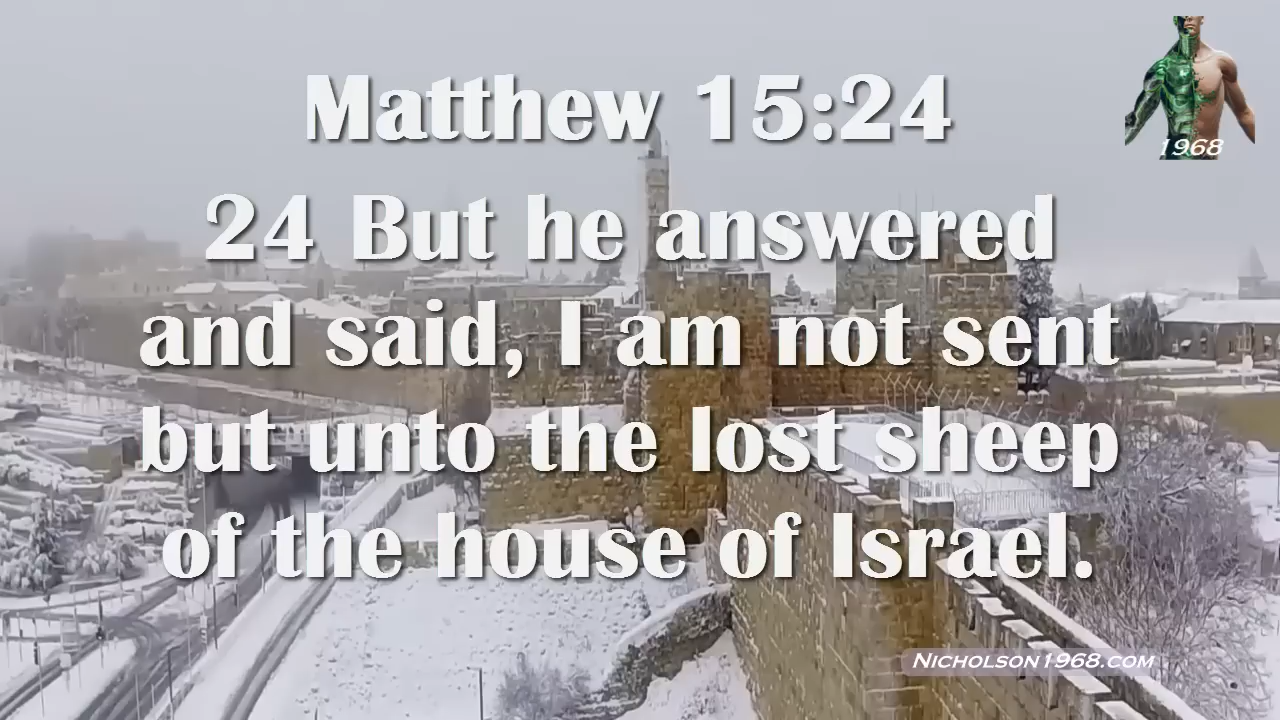 Matthew 15:24
1968
24 But he answered
and said, I am not sent
but unto the lost sheep
of the house of Israel.
Nicholson1968.com